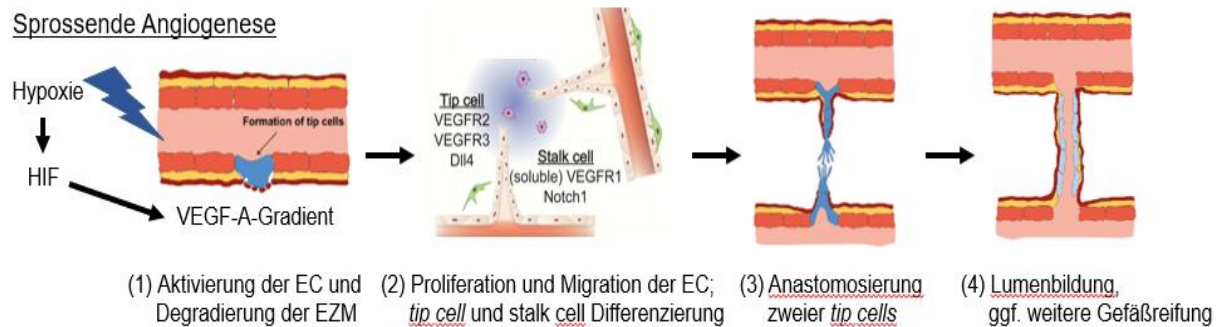 Sprossende Angiogenese
Hypoxie
HIF
Formation of tip cells
VEGF-A-Gradient
Tip cell
VEGFR2
VEGFR3
Dll4
Stalk cell
(soluble) VEGFR1
Notch1
(1) Aktivierung der EC und
Degradierung der EZM
(2) Proliferation und Migration der EC;
tip cell und stalk cell Differenzierung
(3) Anastomosierung
zweier tip cells
(4) Lumenbildung,
ggf. weitere Gefäßreifung